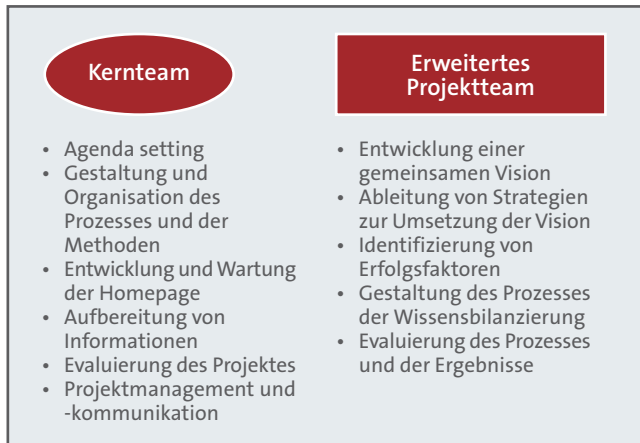 Kernteam
• Agenda setting
• Gestaltung und
Organisation des
Prozesses und der
Methoden
• Entwicklung und Wartung
der Homepage
• Aufbereitung von
Informationen
• Evaluierung des Projektes
• Projektmanagement und
-kommunikation
Erweitertes
Projektteam
• Entwicklung einer
gemeinsamen Vision
• Ableitung von Strategien
zur Umsetzung der Vision
• Identifizierung von
Erfolgsfaktoren
• Gestaltung des Prozesses
der Wissensbilanzierung
• Evaluierung des Prozesses
und der Ergebnisse